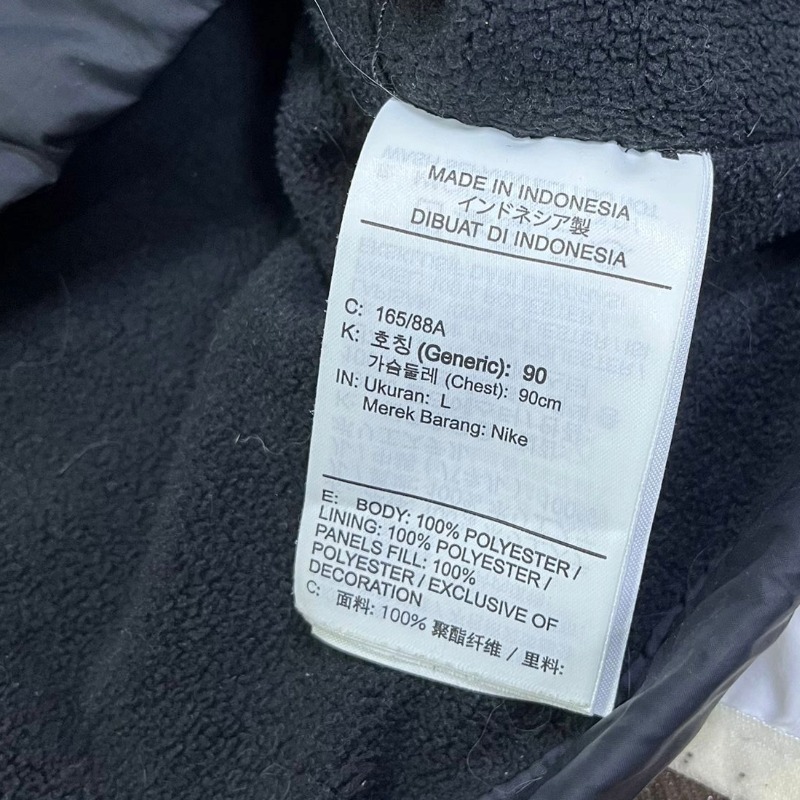 MADE IN INDONESIA
インドネシア製
DIBUAT DI INDONESIA
C: 165/88A
K: 호칭 (Generic): 90
가슴둘레 (Chest): 90cm
IN: Ukuran: L
Merek Barang: Nike
E: BODY: 100% POLYESTER /
LINING: 100% POLYESTER /
PANELS FILL: 100%
POLYESTER / EXCLUSIVE OF
DECORATION
C: 面料: 100% 聚酯纤维 / 里料: